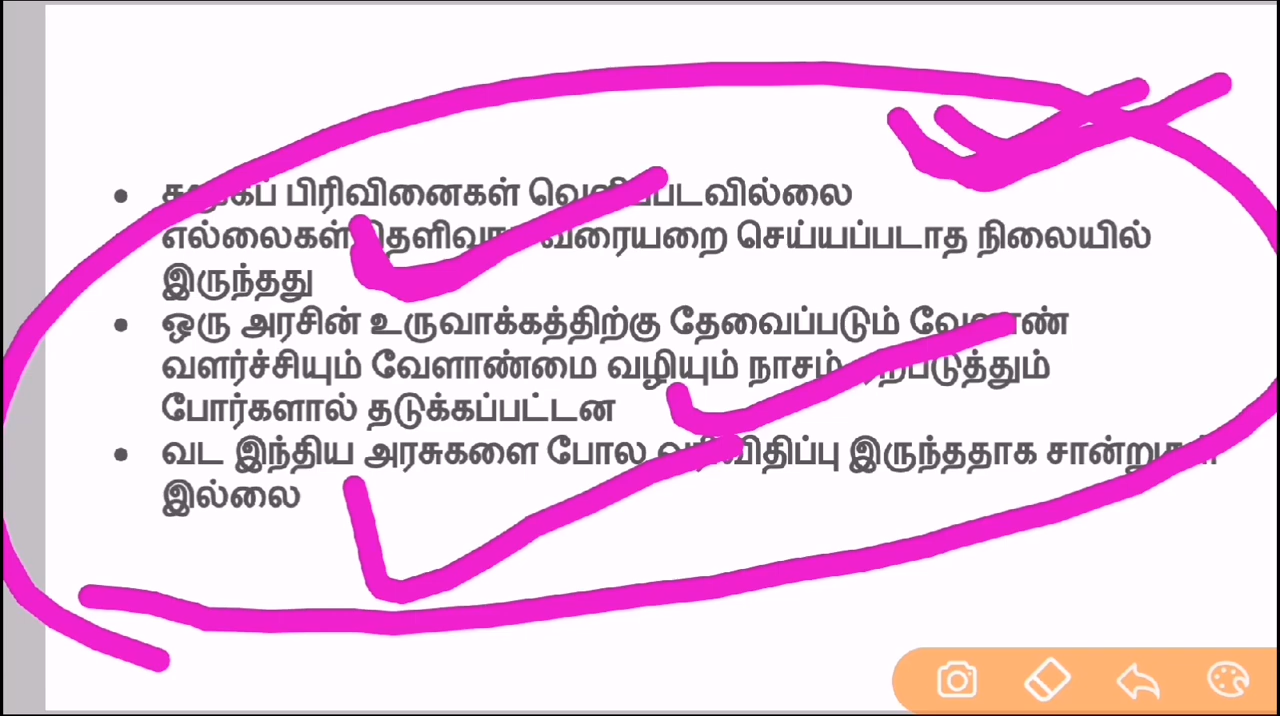 பிரிவினைகள் வெளிப்படவில்லை
எல்லைகள் தெளிவாக வரையறை செய்யப்படாத நிலையில்
இருந்தது
ஒரு அரசின் உருவாக்கத்திற்கு தேவைப்படும் வேளாண்
வளர்ச்சியும் வேளாண்மை வழியும் நாசம் ஏற்படுத்தும்
போர்களால் தடுக்கப்பட்டன
வட இந்திய அரசுகளை போல வரிவிதிப்பு இருந்ததாக சான்றுகள்
இல்லை